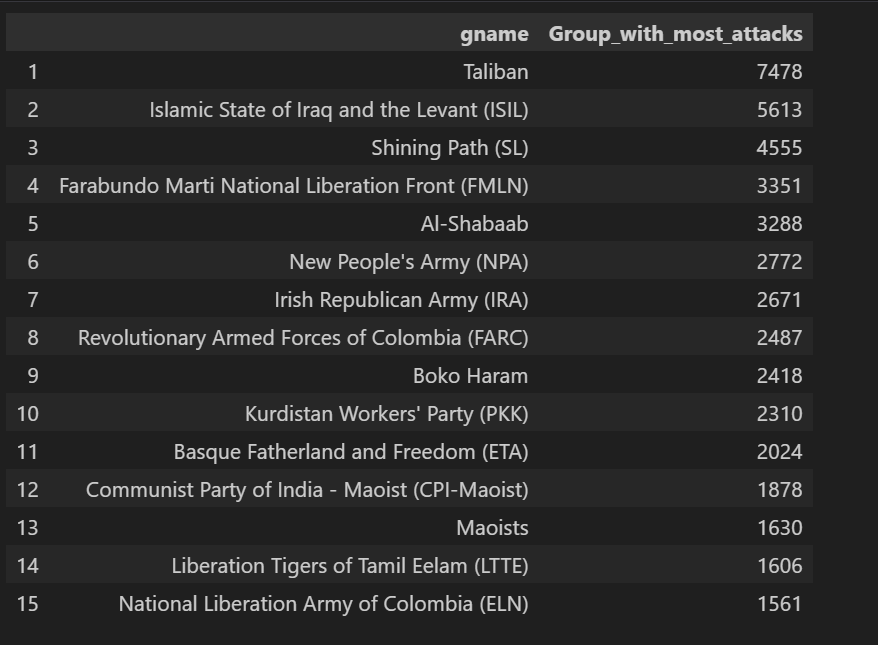 gname Group_with_most_attacks
1 Taliban 7478
2 Islamic State of Iraq and the Levant (ISIL) 5613
3 Shining Path (SL) 4555
4 Farabundo Marti National Liberation Front (FMLN) 3351
5 Al-Shabaab 3288
6 New People's Army (NPA) 2772
7 Irish Republican Army (IRA) 2671
8 Revolutionary Armed Forces of Colombia (FARC) 2487
9 Boko Haram 2418
10 Kurdistan Workers' Party (PKK) 2310
11 Basque Fatherland and Freedom (ETA) 2024
12 Communist Party of India - Maoist (CPI-Maoist) 1878
13 Maoists 1630
14 Liberation Tigers of Tamil Eelam (LTTE) 1606
15 National Liberation Army of Colombia (ELN) 1561